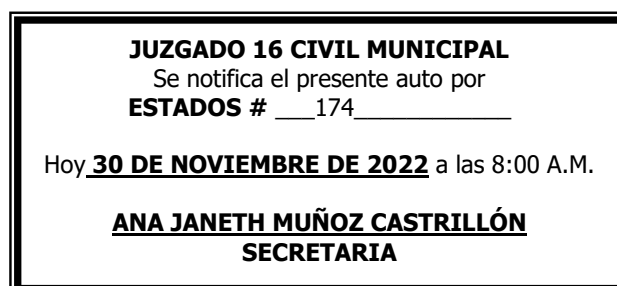 JUZGADO 16 CIVIL MUNICIPAL
Se notifica el presente auto por
ESTADOS # ___174____________
Hoy 30 DE NOVIEMBRE DE 2022 a las 8:00 A.M.
ANA JANETH MUÑOZ CASTRILLÓN
SECRETARIA